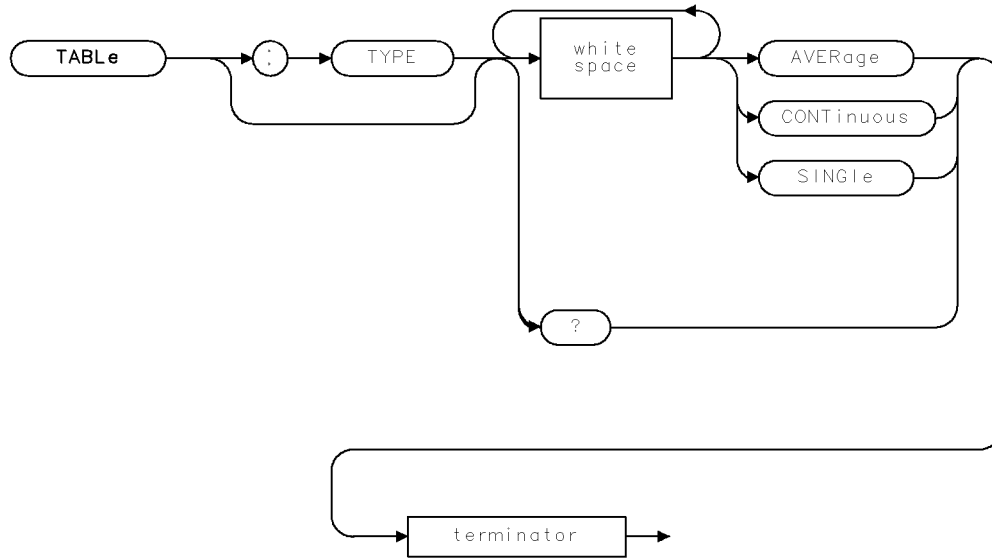 TABLe
:
TYPE
white
space
AVERage
CONTinuous
SINGle
?
terminator